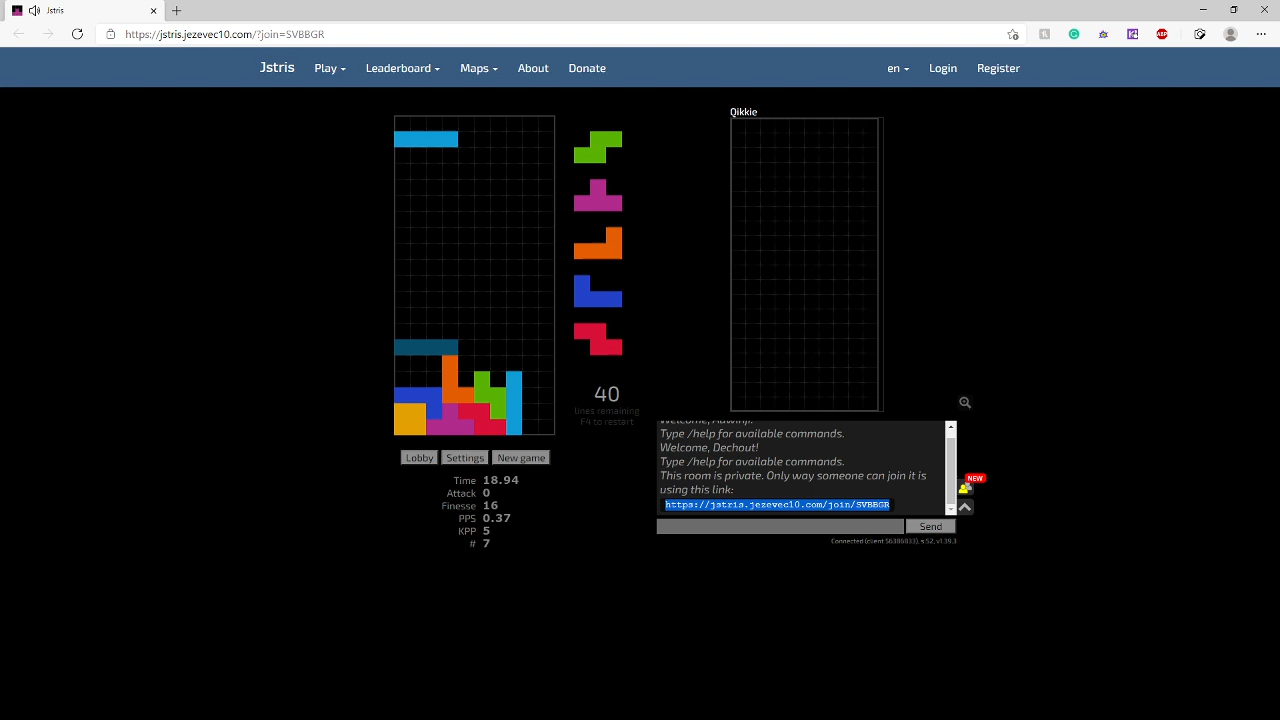 Jstris
https://jstris.jezevec10.com/?join=SVBBGR
ABP
Jstris Play Leaderboard Maps About Donate en Login Register
Qikkie
40
lines remaining
F4 to restart
Type /help for available commands.
Welcome, Dechout!
Type /help for available commands.
This room is private. Only way someone can join it is
using this link:
https://jstris.jezevec10.com/join/SVBBGR
NEW
Send
Lobby Settings New game
Time 18.94
Attack 0
Finesse 16
PPS 0.37
KPP 5
# 7